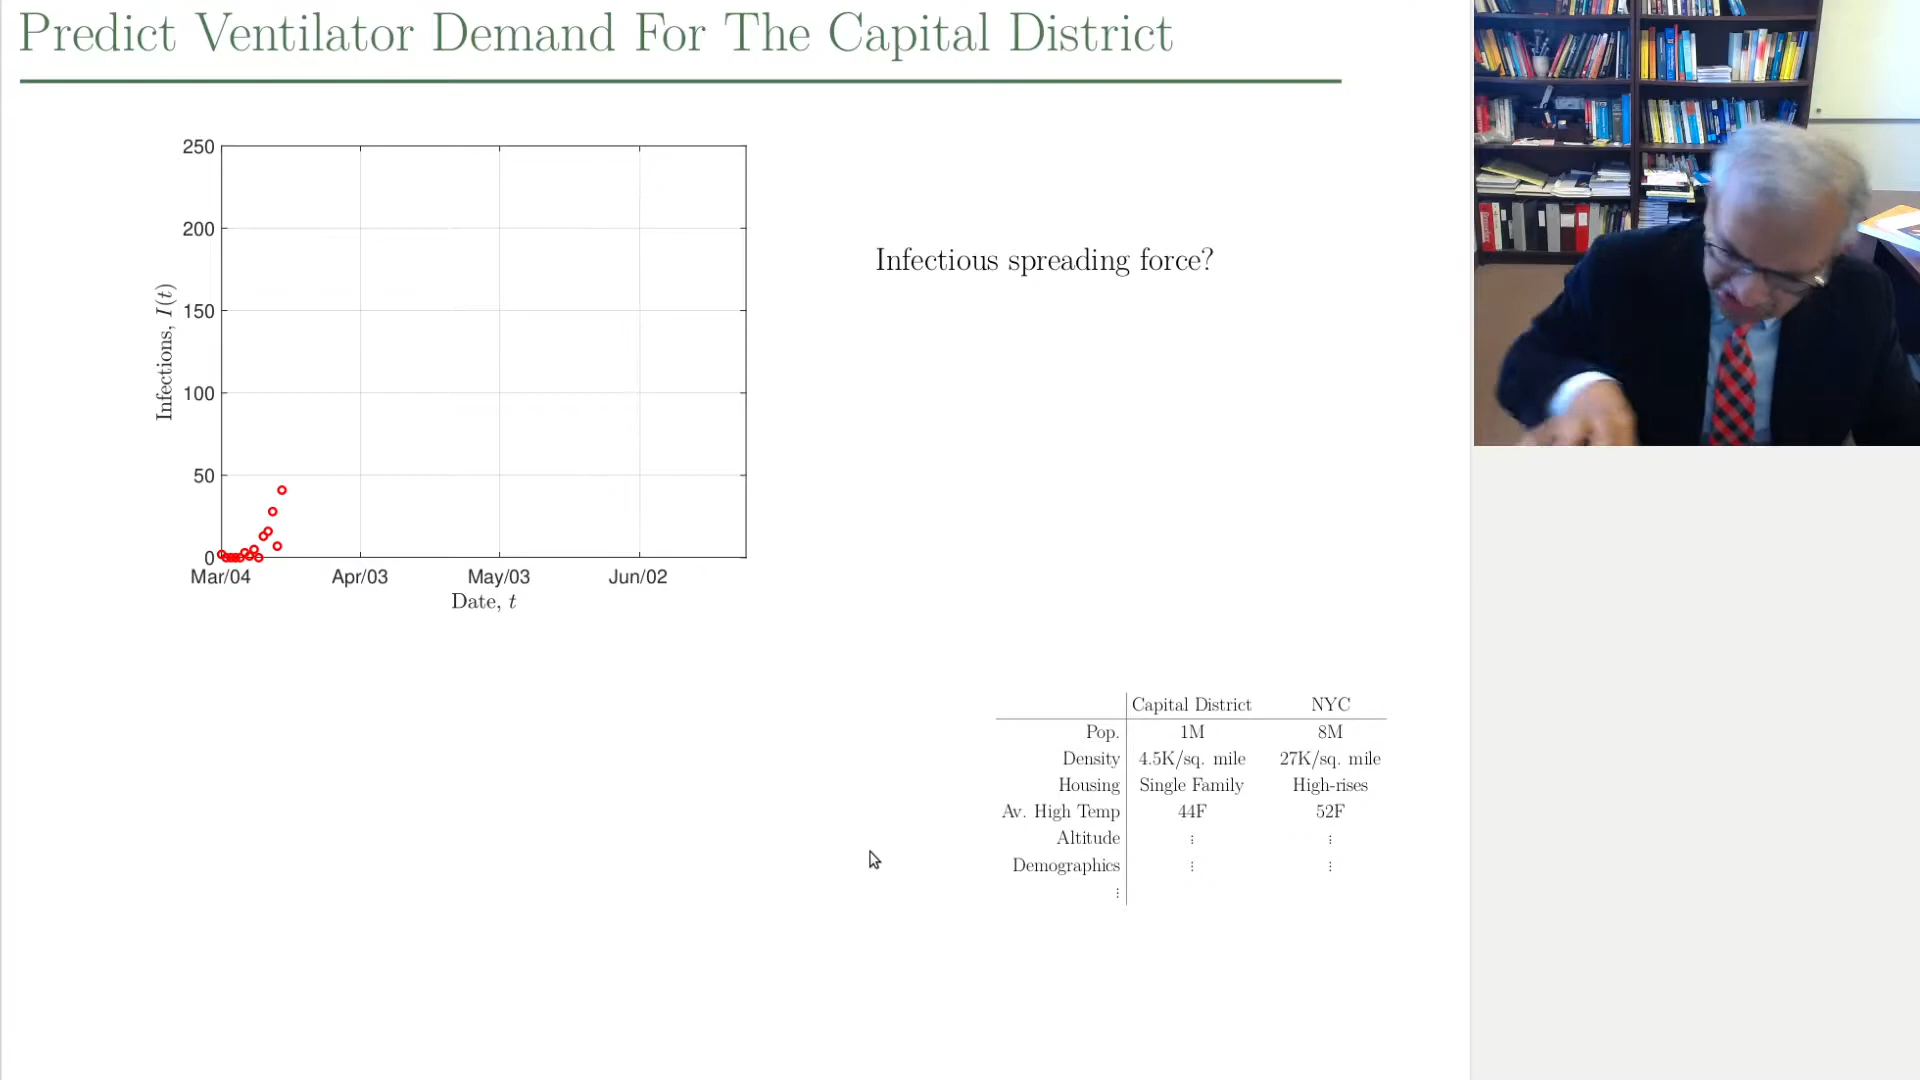 Predict Ventilator Demand For The Capital District
250
200
150
100
50
0
Infections, I(t)
Mar/04 Apr/03 May/03 Jun/02
Date, t
Infectious spreading force?
Capital District NYC
Pop. 1M 8M
Density 4.5K/sq. mile 27K/sq. mile
Housing Single Family High-rises
Av. High Temp 44F 52F
Altitude ⋮ ⋮
Demographics ⋮ ⋮
⋮